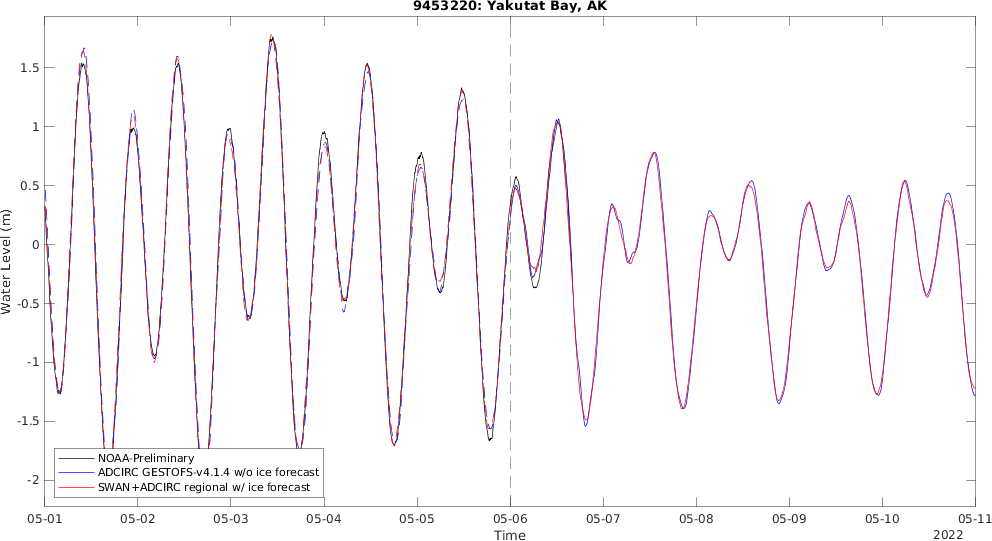 9453220: Yakutat Bay, AK
Water Level (m)
1.5
1
0.5
0
-0.5
-1
-1.5
-2
NOAA-Preliminary
ADCIRC GESTOFS-v4.1.4 w/o ice forecast
SWAN+ADCIRC regional w/ ice forecast
05-01 05-02 05-03 05-04 05-05 05-06 05-07 05-08 05-09 05-10 05-11
Time
2022